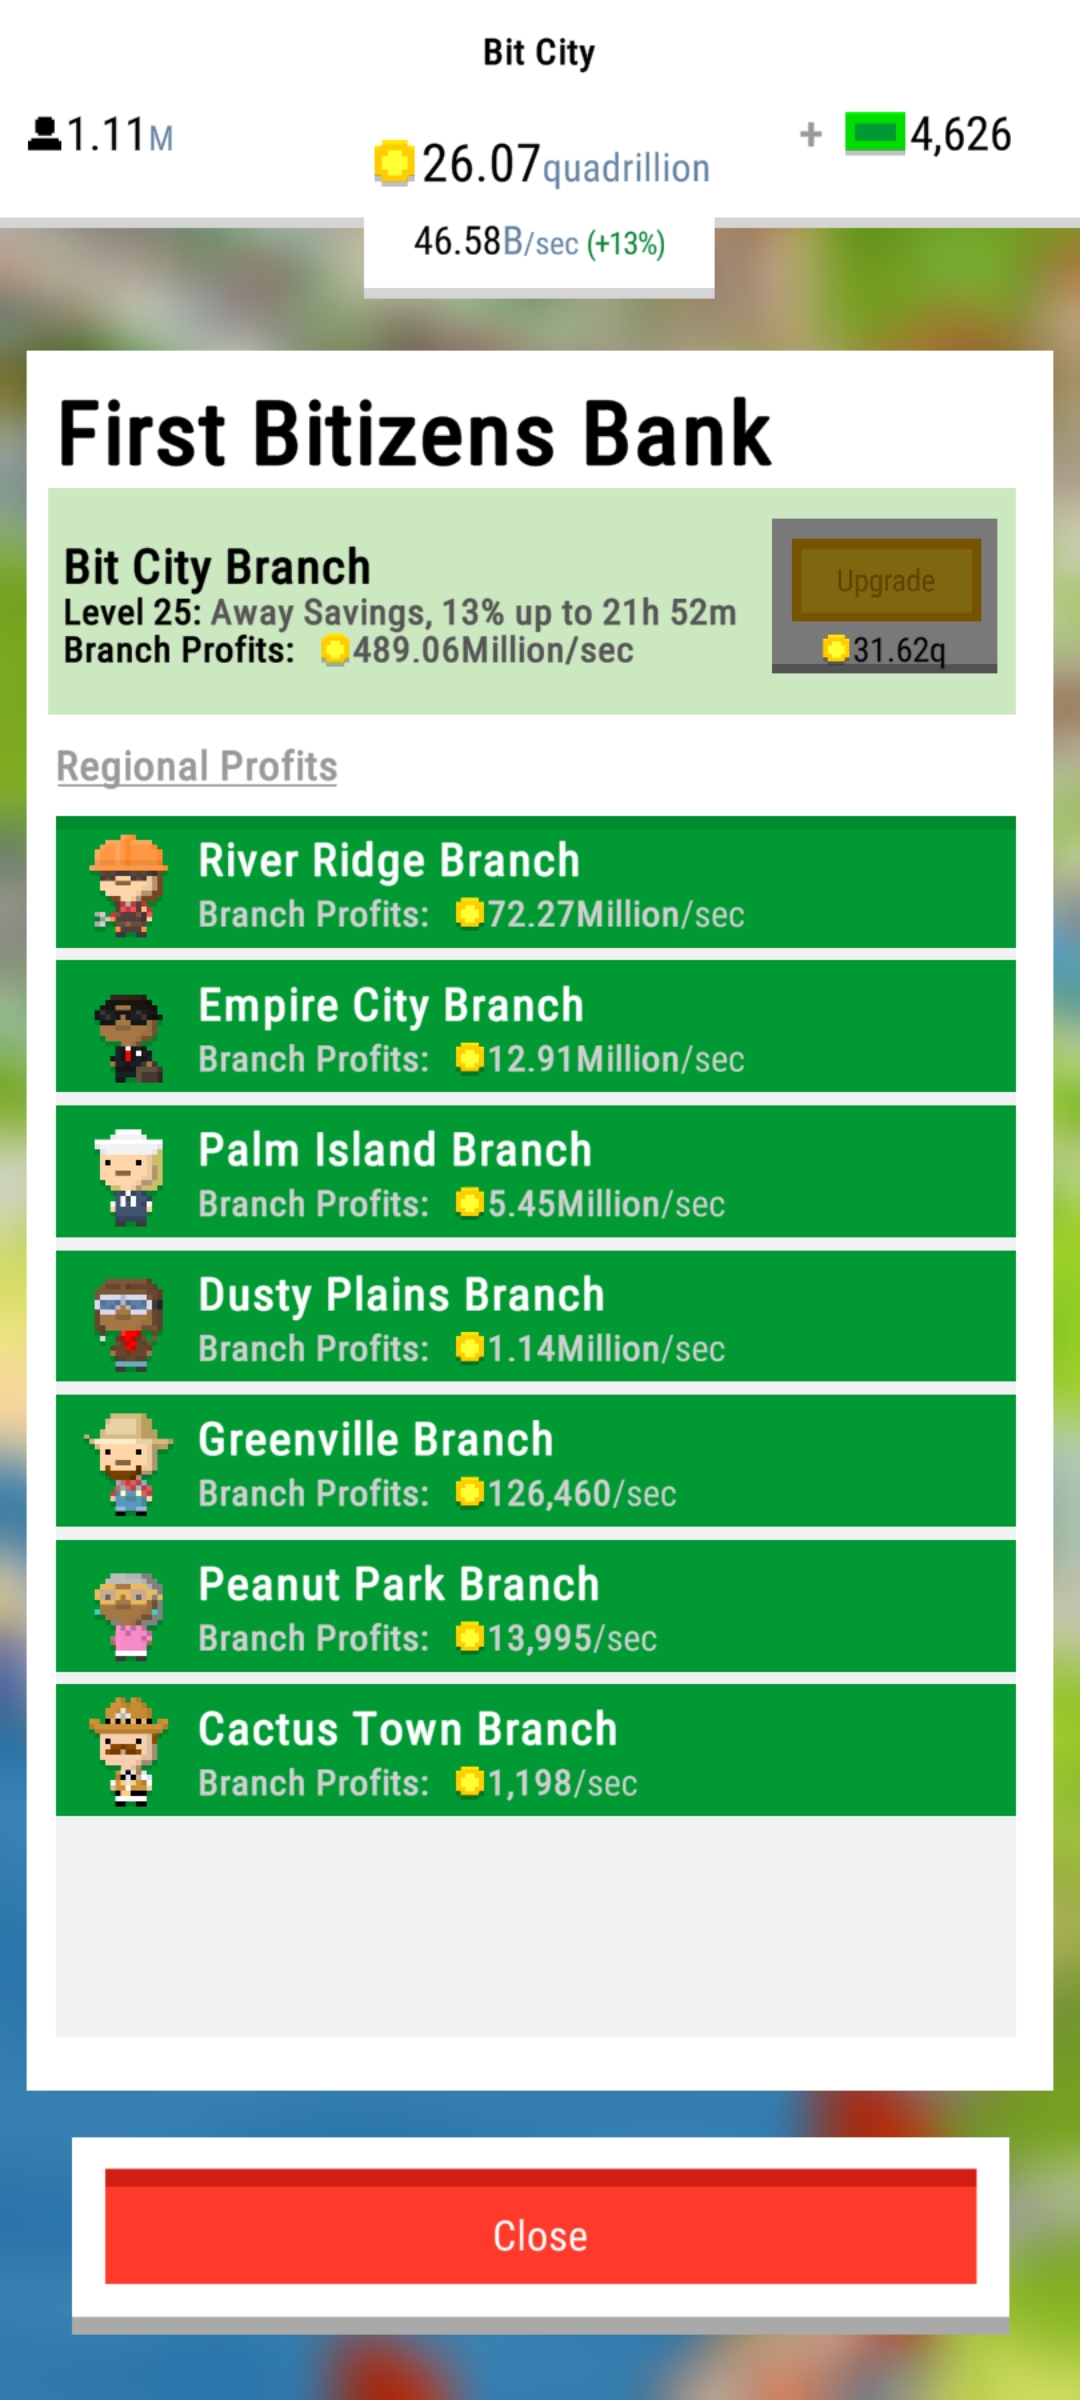 Bit City
1.11M
26.07quadrillion
+ 4,626
46.58B/sec (+13%)
First Bitizens Bank
Bit City Branch
Level 25: Away Savings, 13% up to 21h 52m
Branch Profits: 489.06Million/sec
Upgrade
31.62q
Regional Profits
River Ridge Branch
Branch Profits: 72.27Million/sec
Empire City Branch
Branch Profits: 12.91Million/sec
Palm Island Branch
Branch Profits: 5.45Million/sec
Dusty Plains Branch
Branch Profits: 1.14Million/sec
Greenville Branch
Branch Profits: 126,460/sec
Peanut Park Branch
Branch Profits: 13,995/sec
Cactus Town Branch
Branch Profits: 1,198/sec
Close